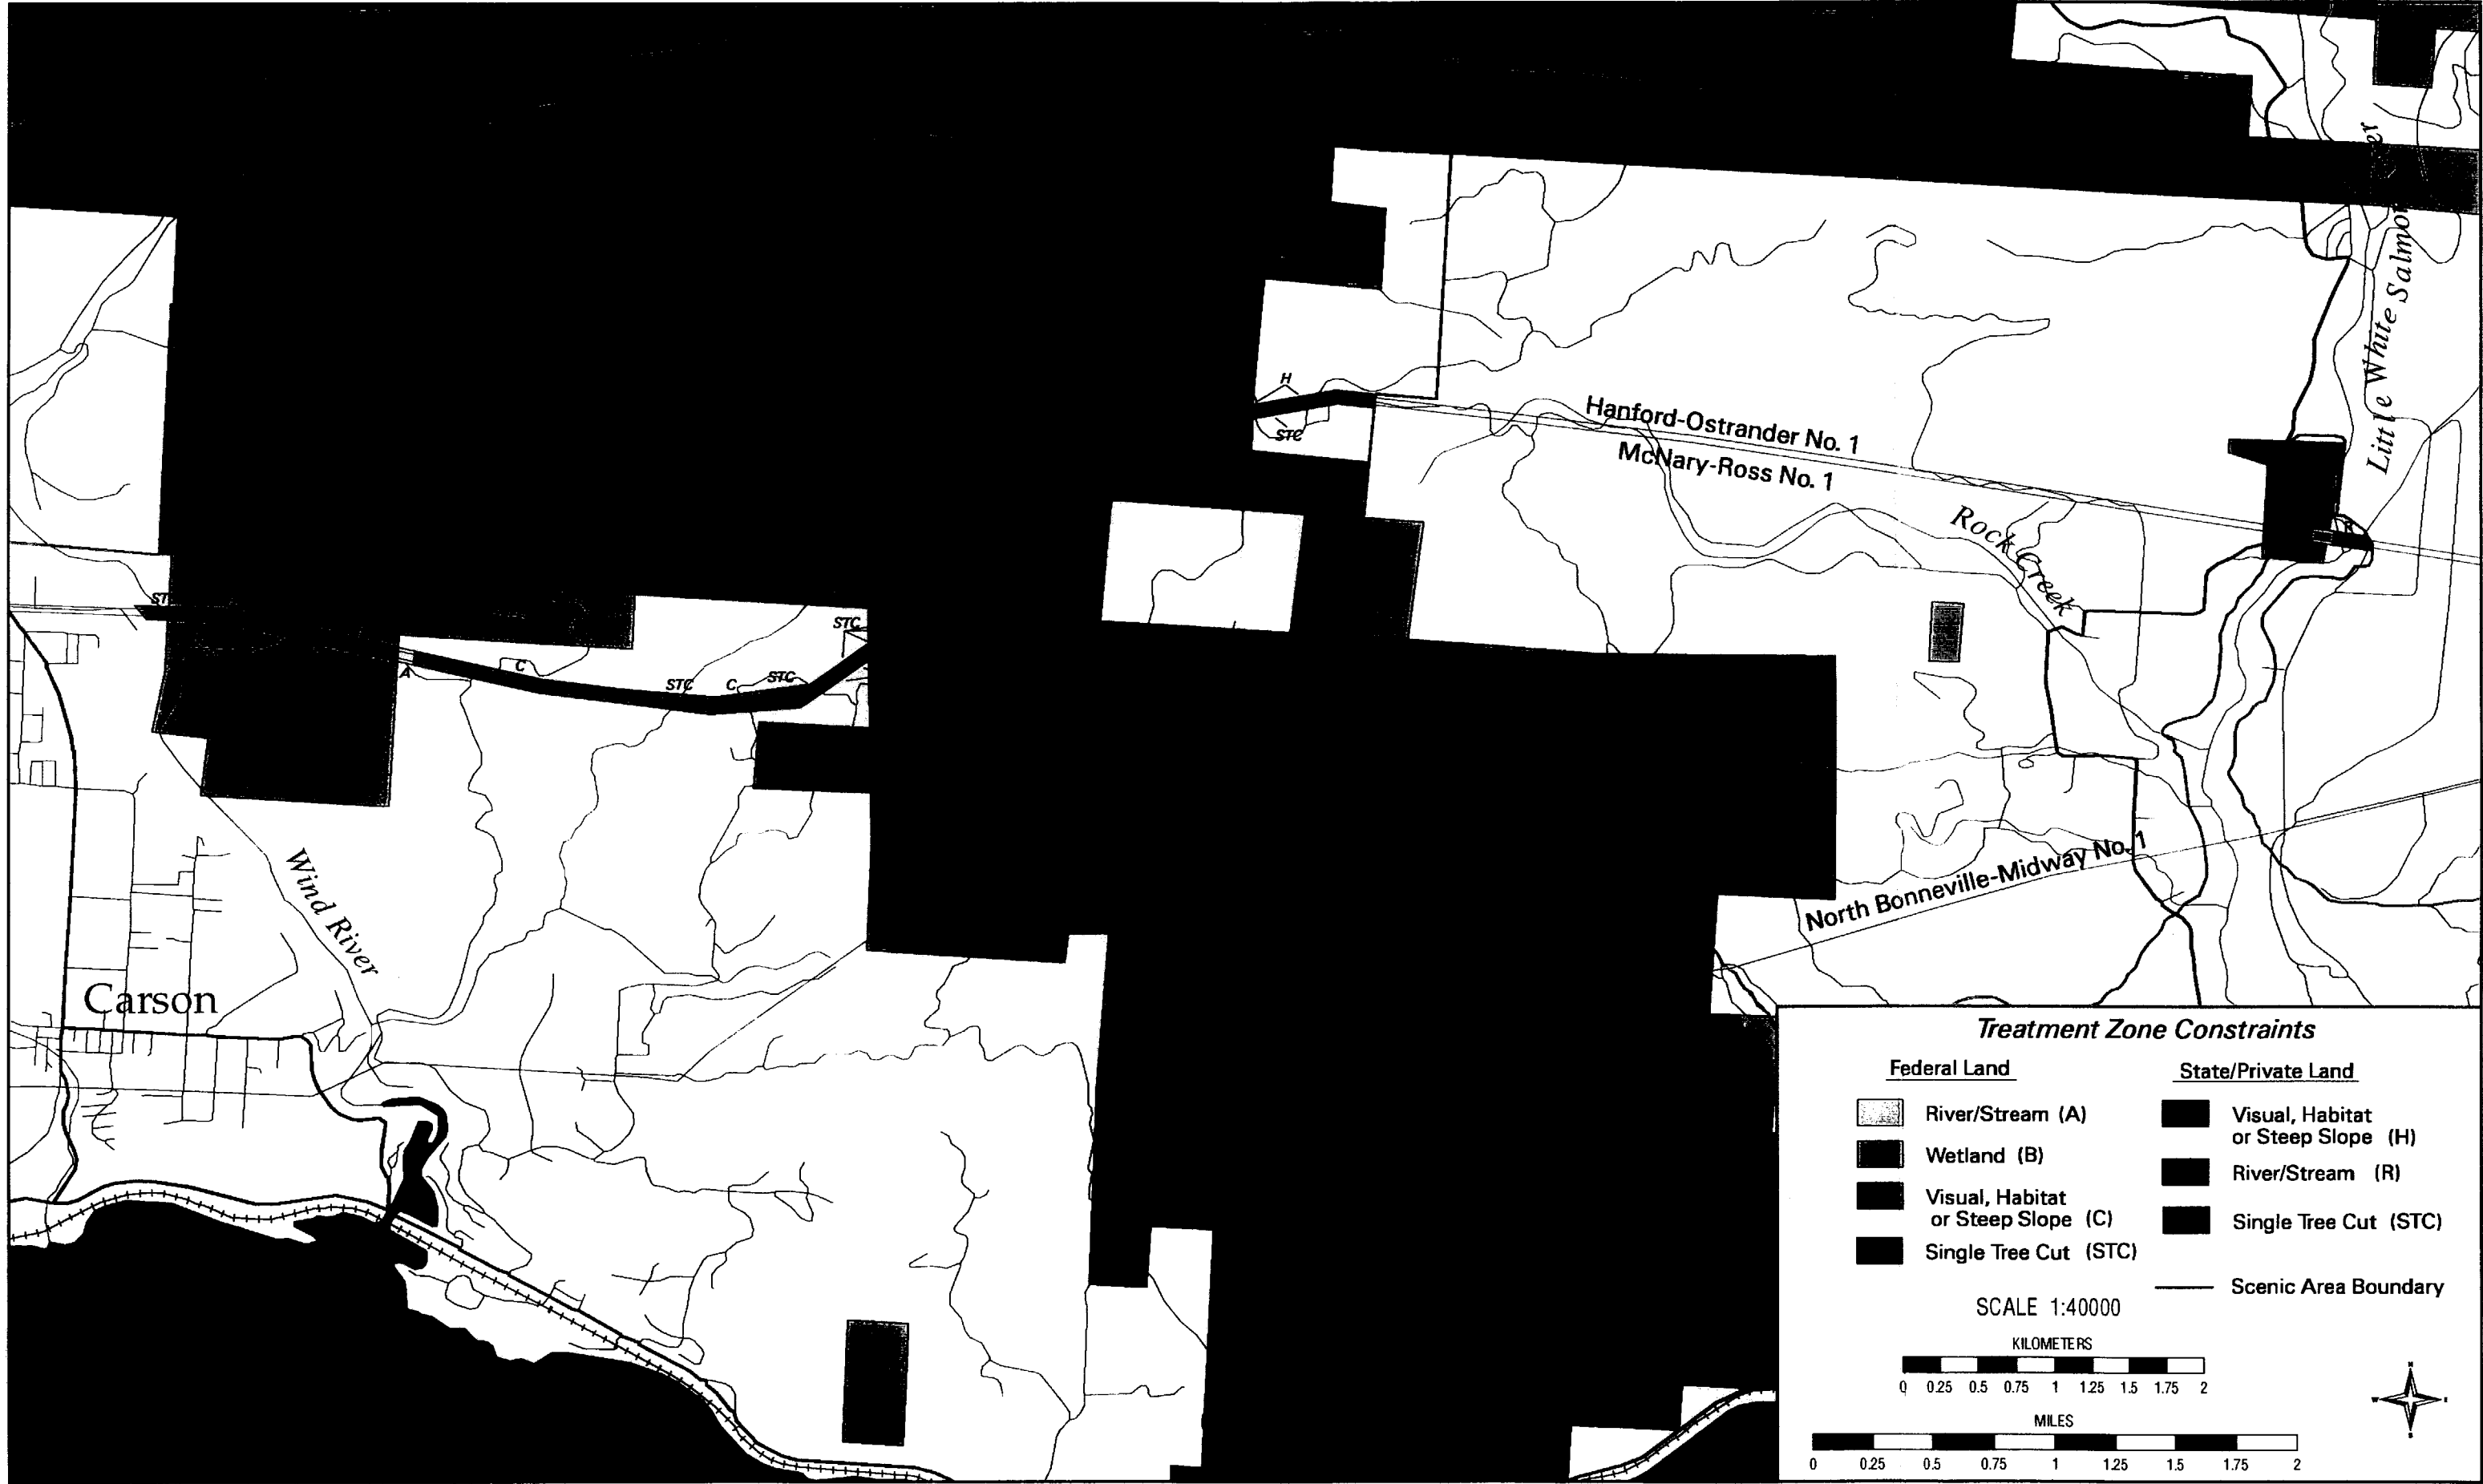 er
Little White Salmo
H
STC
Hanford-Ostrander No. 1
McNary-Ross No. 1
Rock Creek
R
ST
STC
A
C
STC
C
STC
North Bonneville-Midway No. 1
Wind River
Carson
Treatment Zone Constraints
Federal Land
River/Stream (A)
Wetland (B)
Visual, Habitat
or Steep Slope (C)
Single Tree Cut (STC)
State/Private Land
Visual, Habitat
or Steep Slope (H)
River/Stream (R)
Single Tree Cut (STC)
Scenic Area Boundary
SCALE 1:40000
KILOMETERS
0 0.25 0.5 0.75 1 1.25 1.5 1.75 2
MILES
0 0.25 0.5 0.75 1 1.25 1.5 1.75 2
N
W E
S